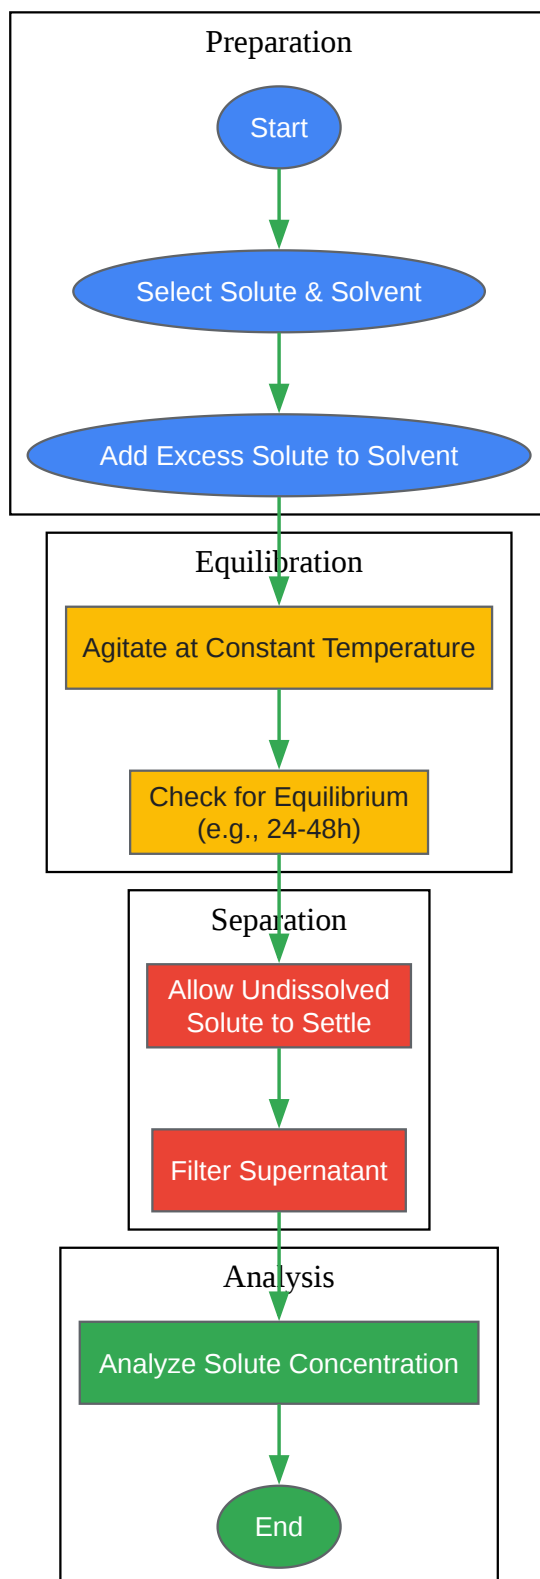 Preparation
Start
Select Solute & Solvent
Add Excess Solute to Solvent
Equilibration
Agitate at Constant Temperature
Check for Equilibrium
(e.g., 24-48h)
Separation
Allow Undissolved
Solute to Settle
Filter Supernatant
Analysis
Analyze Solute Concentration
End